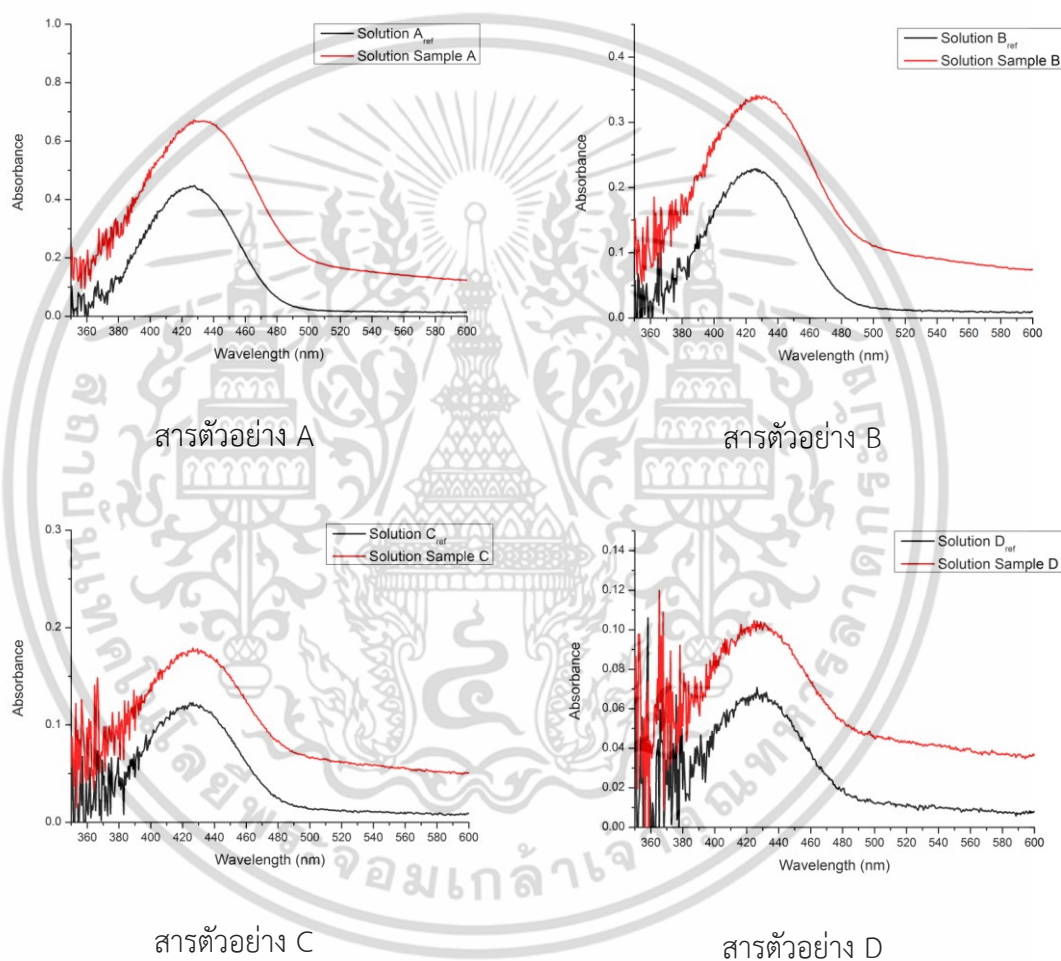 1.0
Solution A_ref
Solution Sample A
0.8
0.6
0.4
0.2
0.0
Absorbance
360 380 400 420 440 460 480 500 520 540 560 580 600
Wavelength (nm)
สารตัวอย่าง A
Solution B_ref
Solution Sample B
0.4
0.3
0.2
0.1
0.0
Absorbance
360 380 400 420 440 460 480 500 520 540 560 580 600
Wavelength (nm)
สารตัวอย่าง B
0.3
Solution C_ref
Solution Sample C
0.2
0.1
0.0
Absorbance
360 380 400 420 440 460 480 500 520 540 560 580 600
Wavelength (nm)
สารตัวอย่าง C
Solution D_ref
Solution Sample D
0.14
0.12
0.10
0.08
0.06
0.04
0.02
0.00
Absorbance
360 380 400 420 440 460 480 500 520 540 560 580 600
Wavelength (nm)
สารตัวอย่าง D